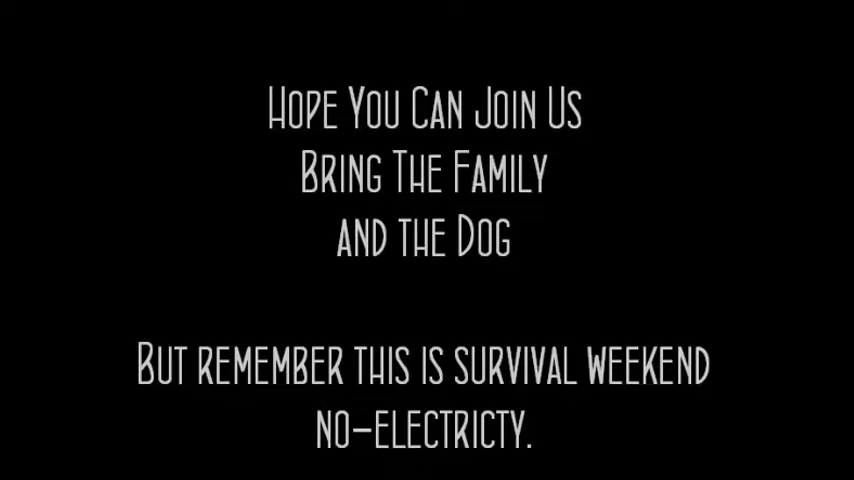 Hope You Can Join Us
Bring The Family
and the Dog
But remember this is survival weekend
no-electricty.